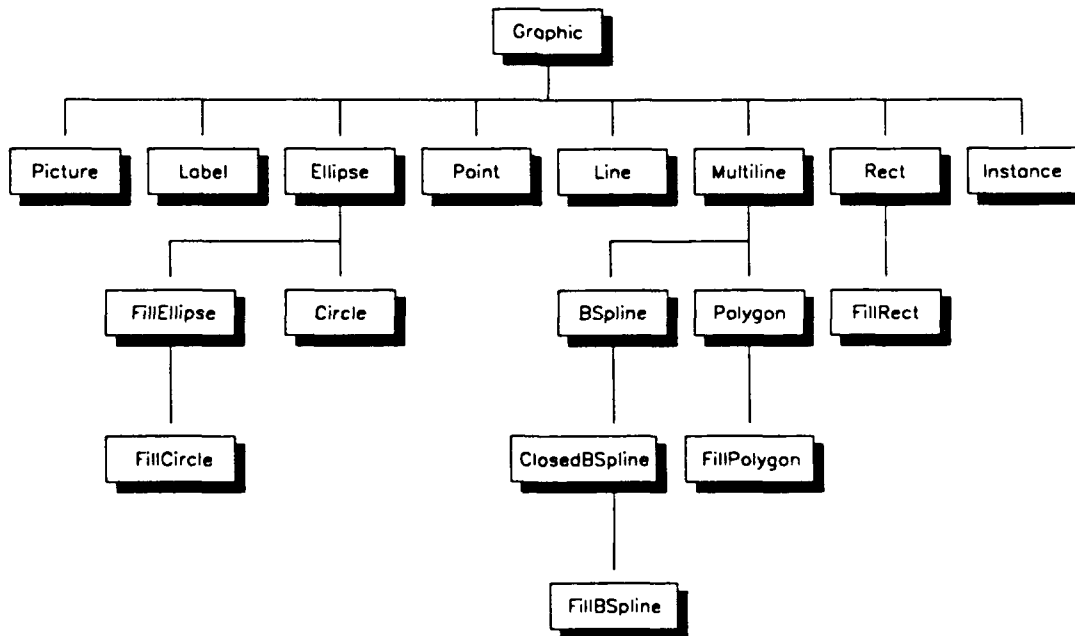 Graphic
Picture
Label
Ellipse
Point
Line
Multiline
Rect
Instance
FillEllipse
Circle
BSpline
Polygon
FillRect
FillCircle
ClosedBSpline
FillPolygon
FillBSpline